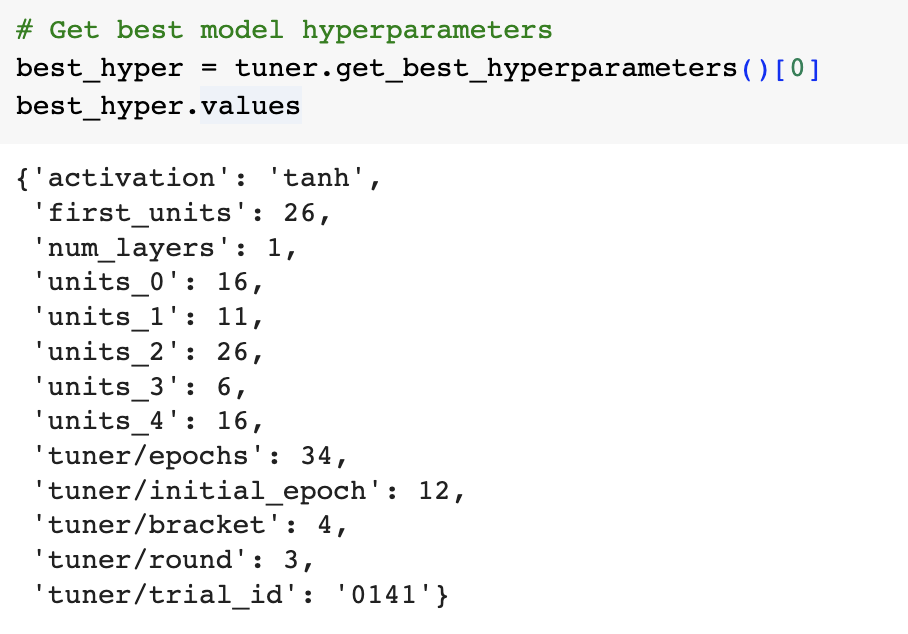 # Get best model hyperparameters
best_hyper = tuner.get_best_hyperparameters()[0]
best_hyper.values
{'activation': 'tanh',
 'first_units': 26,
 'num_layers': 1,
 'units_0': 16,
 'units_1': 11,
 'units_2': 26,
 'units_3': 6,
 'units_4': 16,
 'tuner/epochs': 34,
 'tuner/initial_epoch': 12,
 'tuner/bracket': 4,
 'tuner/round': 3,
 'tuner/trial_id': '0141'}